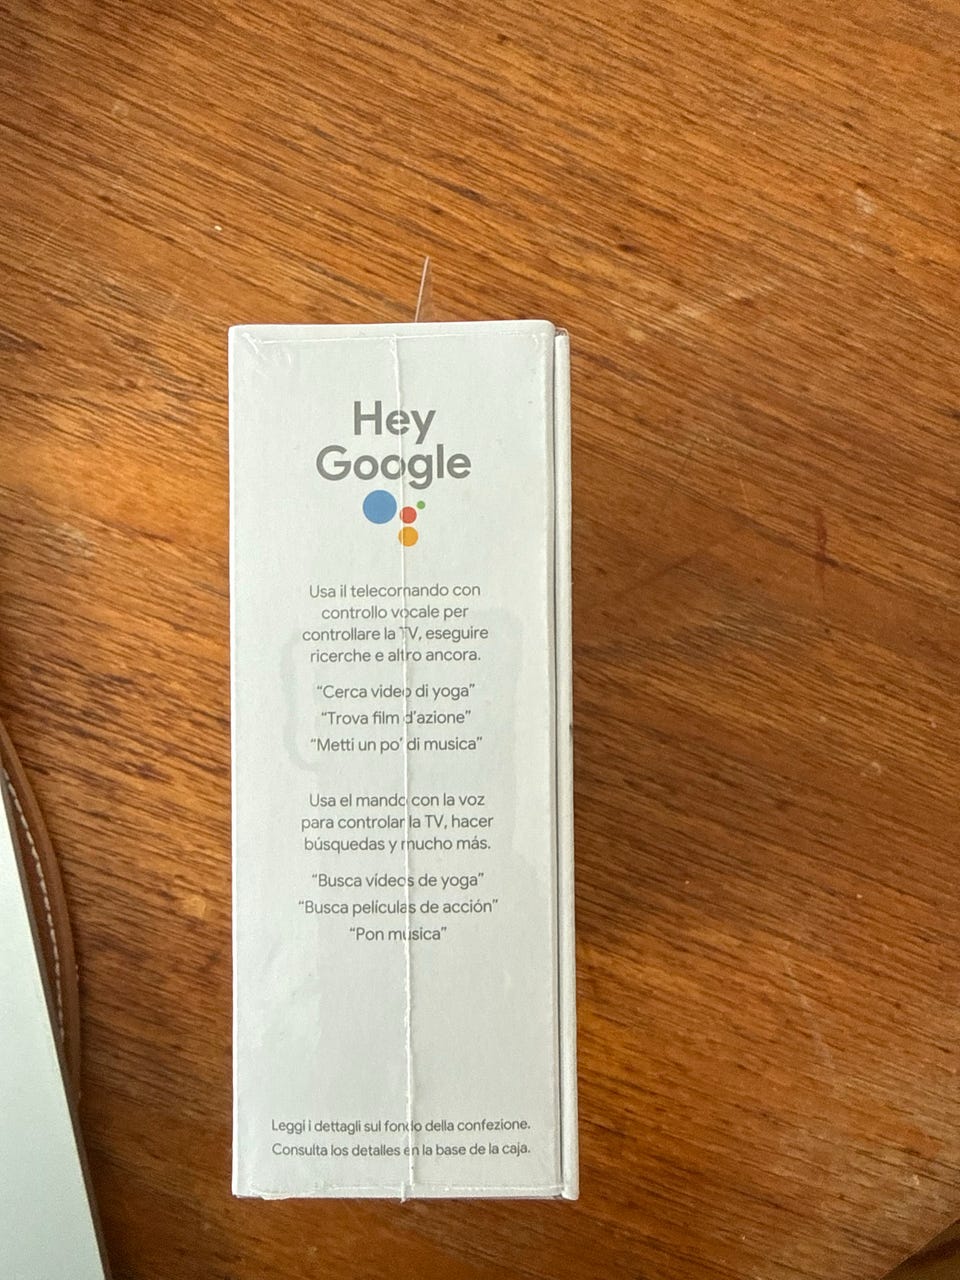 Hey
Google
Usa il telecomando con
controllo vocale per
controllare la TV, eseguire
ricerche e altro ancora.
“Cerca video di yoga”
“Trova film d’azione”
“Metti un po’ di musica”
Usa el mando con la voz
para controlar la TV, hacer
búsquedas y mucho más.
“Busca vídeos de yoga”
“Busca películas de acción”
“Pon música”
Leggi i dettagli sul fondo della confezione.
Consulta los detalles en la base de la caja.